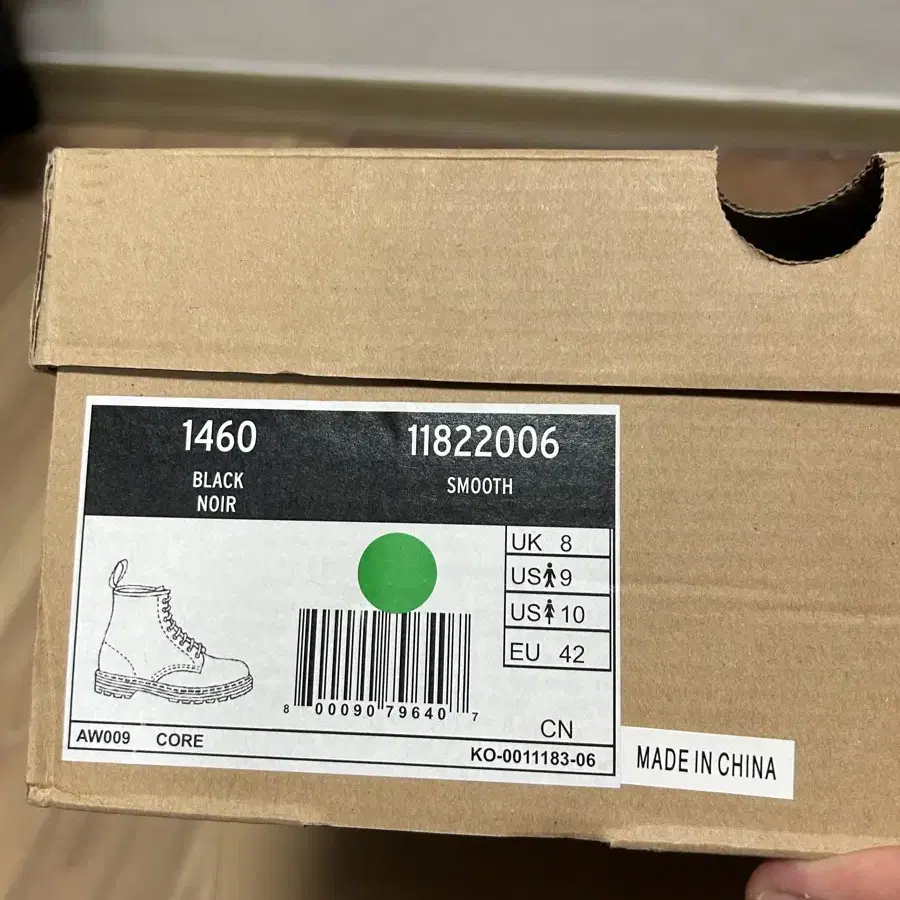 1460 11822006
BLACK SMOOTH
NOIR
UK 8
US 9
US 10
EU 42
8 00090 79640 7
CN
AW009 CORE
KO-0011183-06
MADE IN CHINA